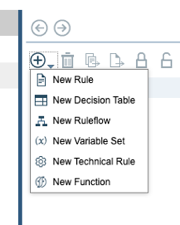 New Rule
New Decision Table
New Ruleflow
(x) New Variable Set
New Technical Rule
New Function